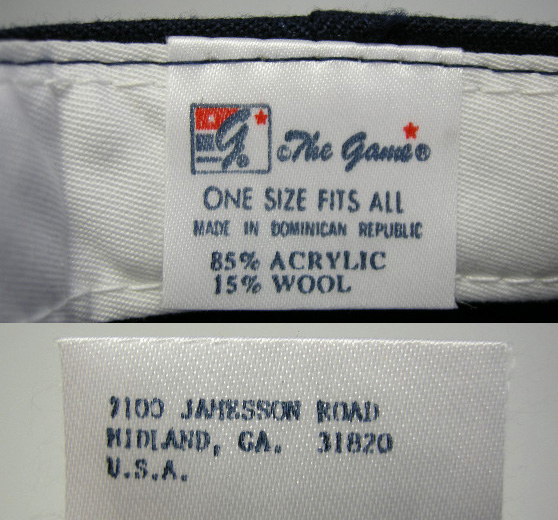 G
©The Game®
ONE SIZE FITS ALL
MADE IN DOMINICAN REPUBLIC
85% ACRYLIC
15% WOOL
JAMESSON ROAD
MIDLAND, GA. 31820
U.S.A.